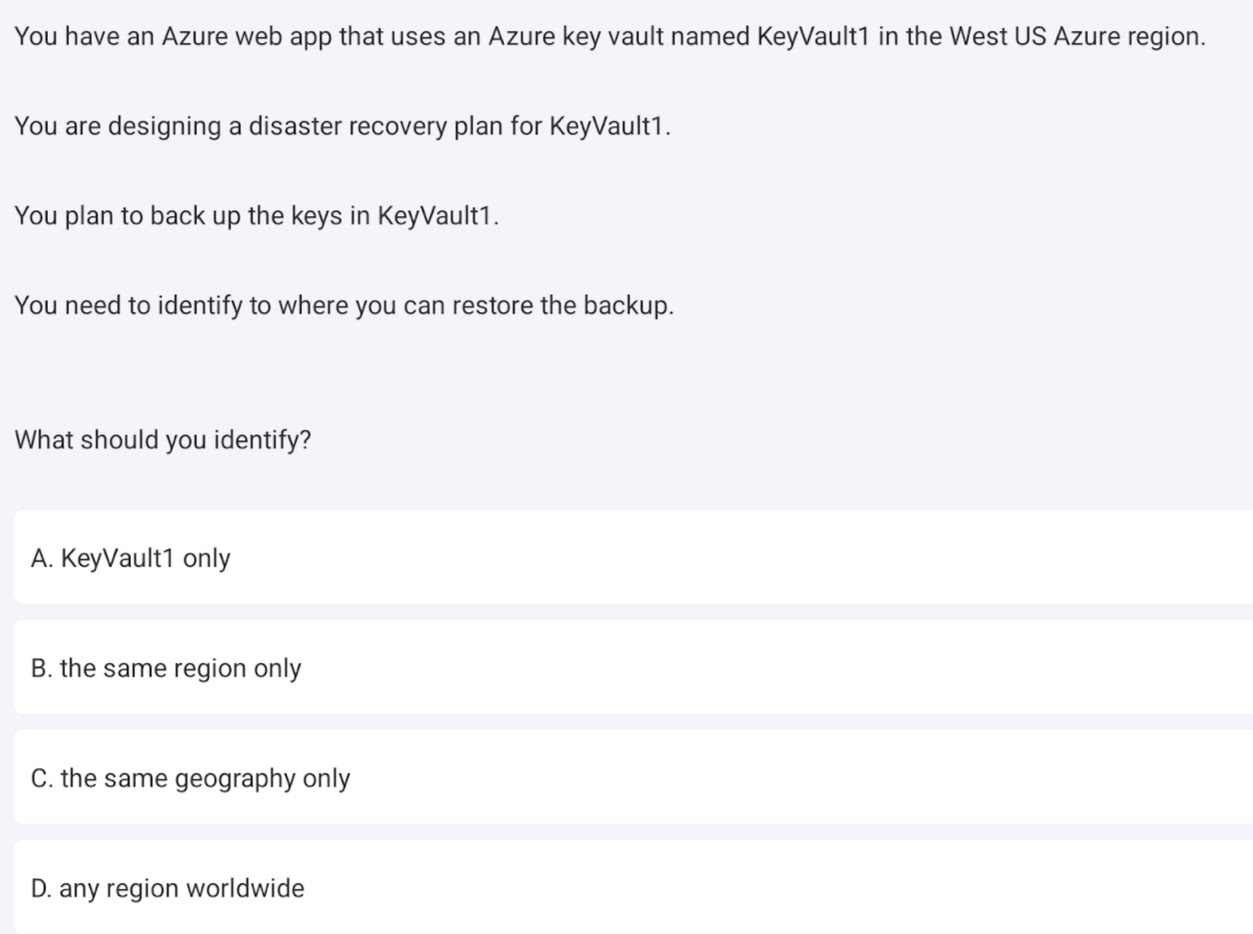 You have an Azure web app that uses an Azure key vault named KeyVault1 in the West US Azure region.
You are designing a disaster recovery plan for KeyVault1.
You plan to back up the keys in KeyVault1.
You need to identify to where you can restore the backup.
What should you identify?
A. KeyVault1 only
B. the same region only
C. the same geography only
D. any region worldwide